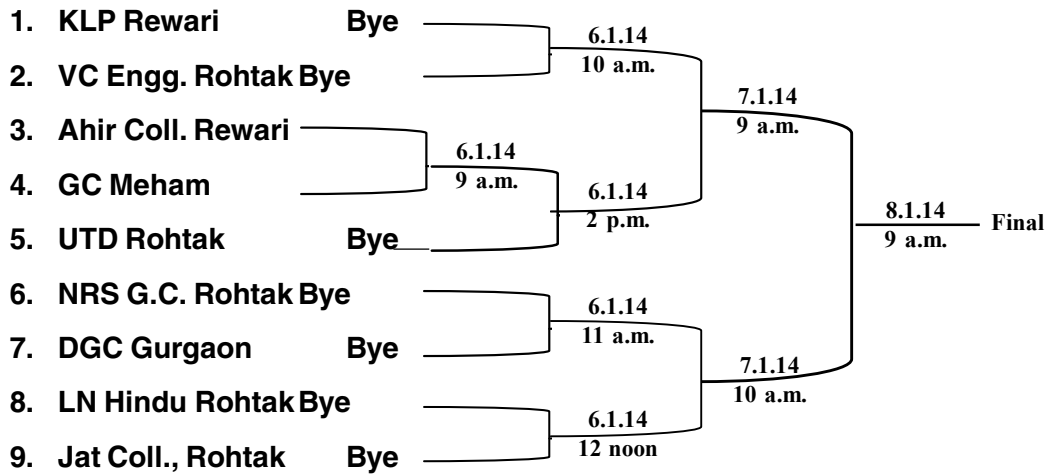 1. KLP Rewari Bye
6.1.14
10 a.m.
2. VC Engg. Rohtak Bye
7.1.14
9 a.m.
3. Ahir Coll. Rewari
6.1.14
9 a.m.
4. GC Meham
6.1.14
2 p.m.
8.1.14
9 a.m.
Final
5. UTD Rohtak Bye
6. NRS G.C. Rohtak Bye
6.1.14
11 a.m.
7. DGC Gurgaon Bye
7.1.14
10 a.m.
8. LN Hindu Rohtak Bye
6.1.14
12 noon
9. Jat Coll., Rohtak Bye